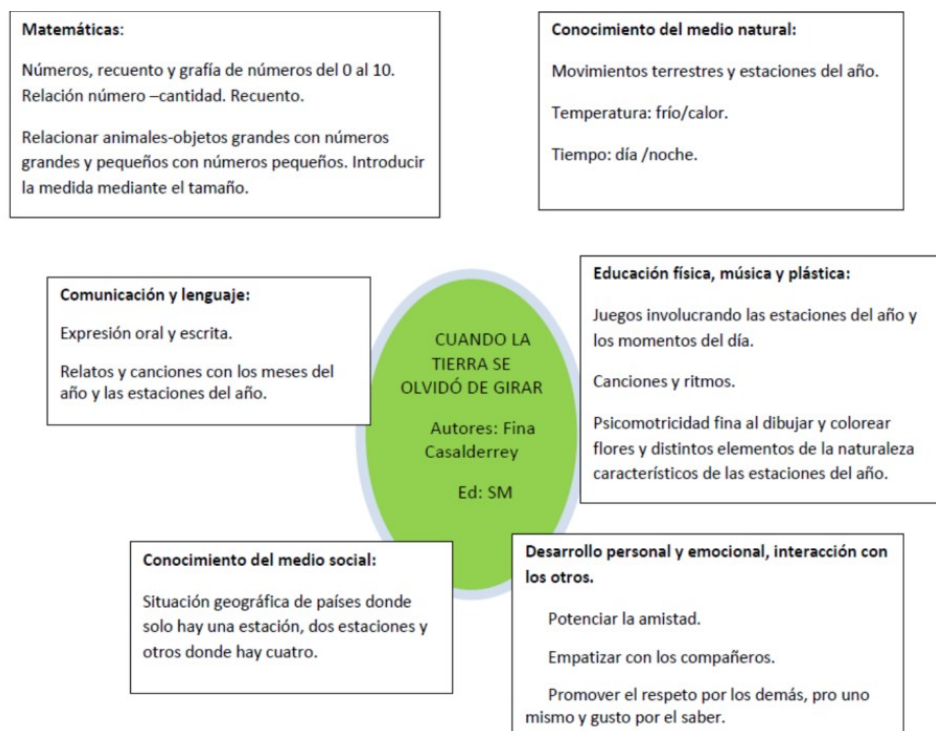 Matemáticas:
Números, recuento y grafía de números del 0 al 10.
Relación número –cantidad. Recuento.
Relacionar animales-objetos grandes con números
grandes y pequeños con números pequeños. Introducir
la medida mediante el tamaño.
Conocimiento del medio natural:
Movimientos terrestres y estaciones del año.
Temperatura: frío/calor.
Tiempo: día /noche.
Comunicación y lenguaje:
Expresión oral y escrita.
Relatos y canciones con los meses del
año y las estaciones del año.
CUANDO LA
TIERRA SE
OLVIDÓ DE GIRAR
Autores: Fina
Casalderrey
Ed: SM
Educación física, música y plástica:
Juegos involucrando las estaciones del año y
los momentos del día.
Canciones y ritmos.
Psicomotricidad fina al dibujar y colorear
flores y distintos elementos de la naturaleza
característicos de las estaciones del año.
Conocimiento del medio social:
Situación geográfica de países donde
solo hay una estación, dos estaciones y
otros donde hay cuatro.
Desarrollo personal y emocional, interacción con
los otros.
Potenciar la amistad.
Empatizar con los compañeros.
Promover el respeto por los demás, pro uno
mismo y gusto por el saber.